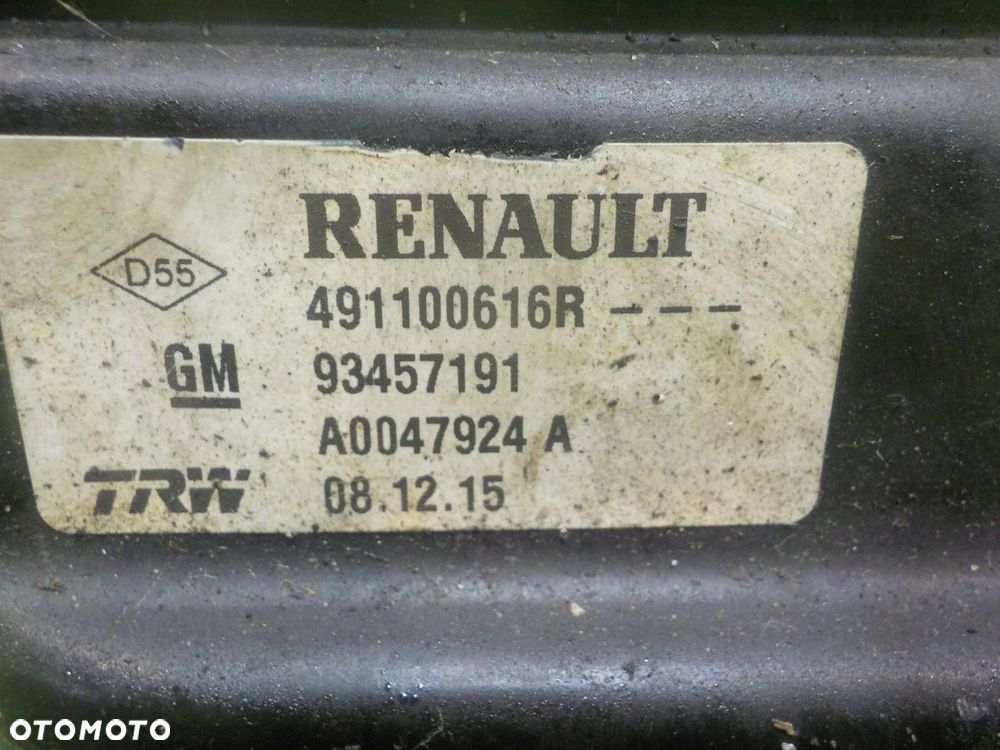 RENAULT
D55
491100616R ---
GM 93457191
A0047924 A
TRW 08.12.15
OTOMOTO